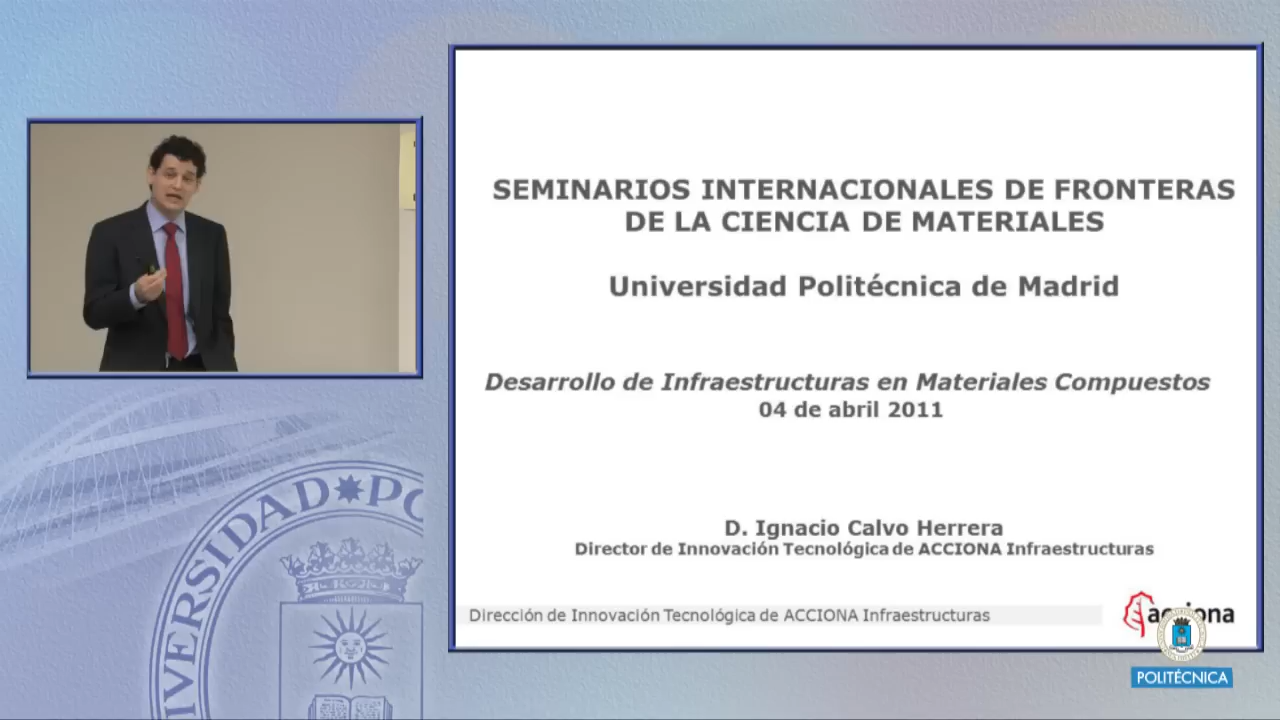 SEMINARIOS INTERNACIONALES DE FRONTERAS
DE LA CIENCIA DE MATERIALES
Universidad Politécnica de Madrid
Desarrollo de Infraestructuras en Materiales Compuestos
04 de abril 2011
D. Ignacio Calvo Herrera
Director de Innovación Tecnológica de ACCIONA Infraestructuras
Dirección de Innovación Tecnológica de ACCIONA Infraestructuras
acciona
POLITÉCNICA
VERSIDAD PO